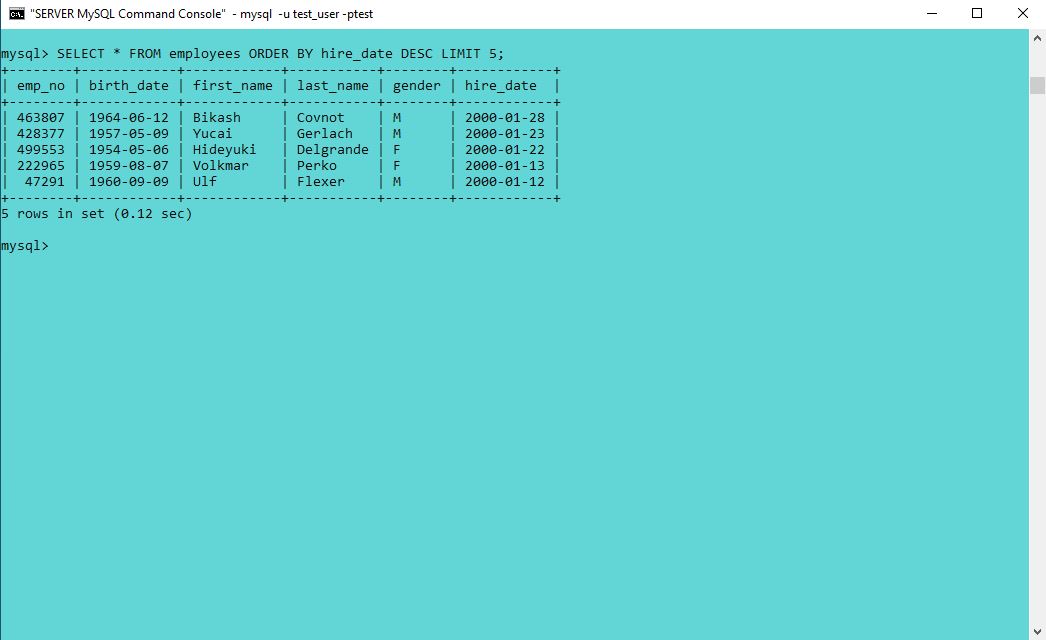 "SERVER MySQL Command Console" - mysql -u test_user -ptest
mysql> SELECT * FROM employees ORDER BY hire_date DESC LIMIT 5;
+--------+------------+------------+-----------+--------+------------+
| emp_no | birth_date | first_name | last_name | gender | hire_date  |
+--------+------------+------------+-----------+--------+------------+
| 463807 | 1964-06-12 | Bikash     | Covnot    | M      | 2000-01-28 |
| 428377 | 1957-05-09 | Yucai      | Gerlach   | M      | 2000-01-23 |
| 499553 | 1954-05-06 | Hideyuki   | Delgrande | F      | 2000-01-22 |
| 222965 | 1959-08-07 | Volkmar    | Perko     | F      | 2000-01-13 |
|  47291 | 1960-09-09 | Ulf        | Flexer    | M      | 2000-01-12 |
+--------+------------+------------+-----------+--------+------------+
5 rows in set (0.12 sec)
mysql>